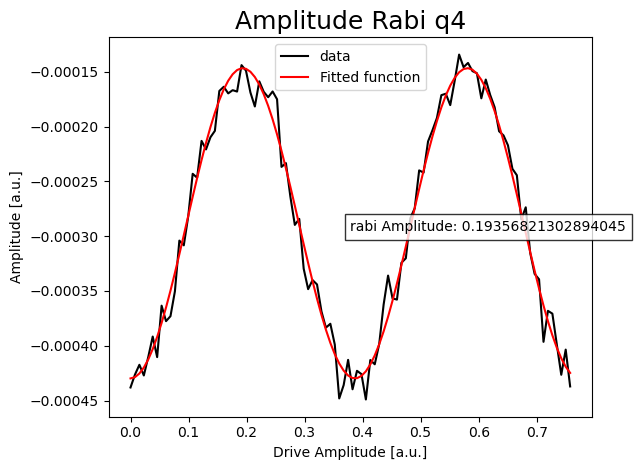 Amplitude Rabi q4
data
Fitted function
−0.00015
−0.00020
−0.00025
−0.00030
−0.00035
−0.00040
−0.00045
Amplitude [a.u.]
rabi Amplitude: 0.19356821302894045
0.0 0.1 0.2 0.3 0.4 0.5 0.6 0.7
Drive Amplitude [a.u.]